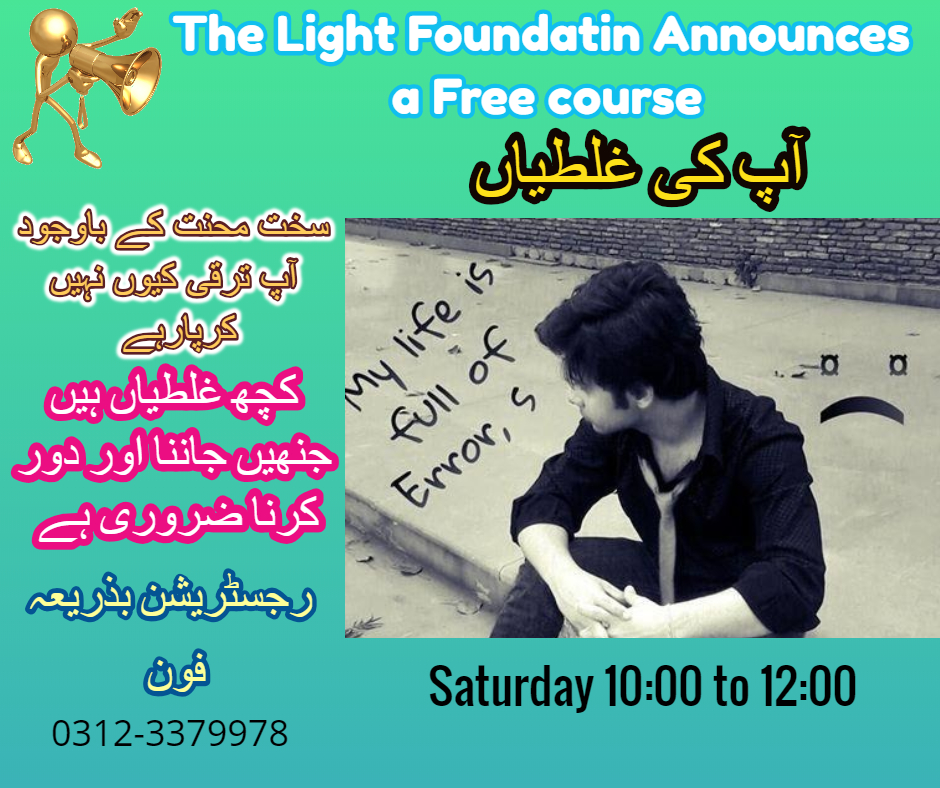 The Light Foundatin Announces
a Free course
آپ کی غلطیاں
سخت محنت کے باوجود
آپ ترقی کیوں نہیں
کرپارہے
کچھ غلطیاں ہیں
جنھیں جاننا اور دور
کرنا ضروری ہے
رجسٹریشن بذریعہ
فون
0312-3379978
My life is
full of
Error, s
Saturday 10:00 to 12:00